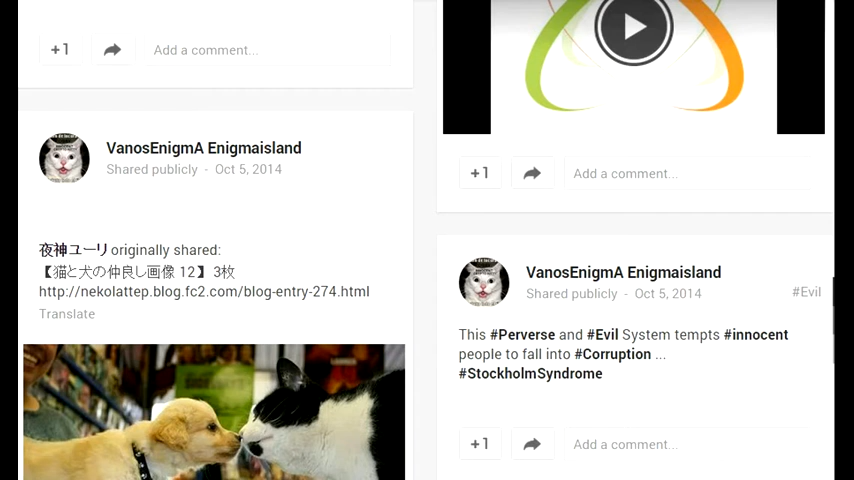 +1
Add a comment...
VanosEnigmA Enigmaisland
Shared publicly - Oct 5, 2014
夜神ユーリ originally shared:
【猫と犬の仲良し画像 12】 3枚
http://nekolattep.blog.fc2.com/blog-entry-274.html
Translate
+1
Add a comment...
VanosEnigmA Enigmaisland
Shared publicly - Oct 5, 2014
#Evil
This #Perverse and #Evil System tempts #innocent
people to fall into #Corruption ...
#StockholmSyndrome
+1
Add a comment...